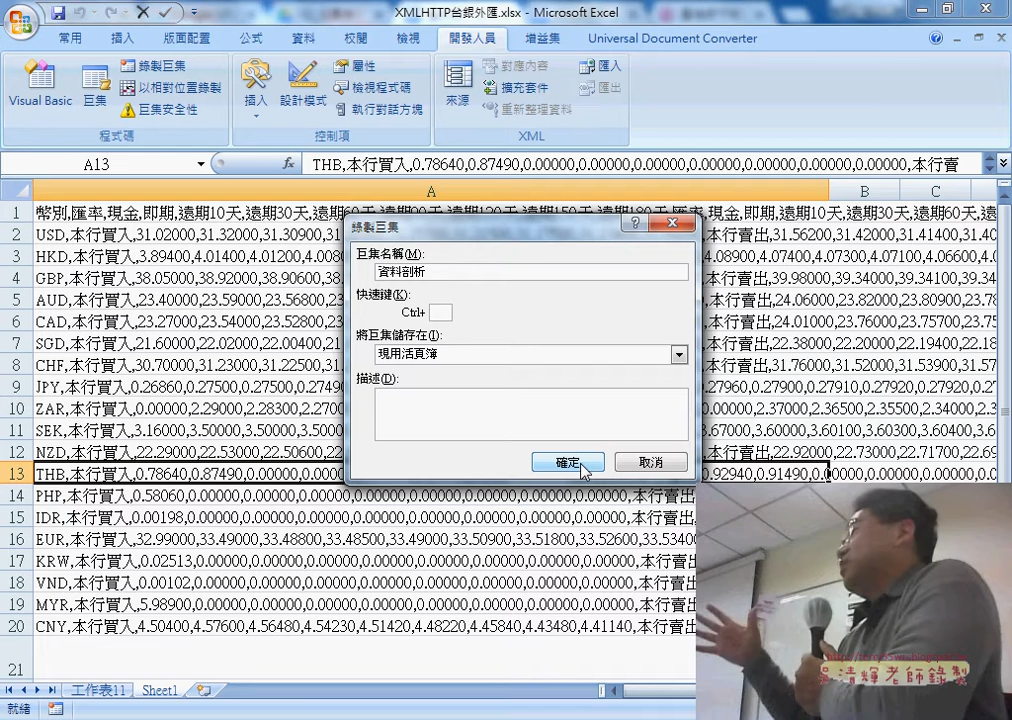 XMLHTTP台銀外匯.xlsx - Microsoft Excel
常用 插入 版面配置 公式 資料 校閱 檢視 開發人員 增益集 Universal Document Converter
Visual Basic
巨集
錄製巨集
以相對位置錄製
巨集安全性
程式碼
插入
設計模式
屬性
檢視程式碼
執行對話方塊
控制項
來源
對應內容
擴充套件
重新整理資料
匯入
匯出
XML
A13 fx THB,本行買入,0.78640,0.87490,0.00000,0.00000,0.00000,0.00000,0.00000,0.00000,0.00000,本行賣
A B C
1 幣別,匯率,現金,即期,遠期10天,遠期30天,遠期60天,遠期90天,遠期120天,遠期150天,遠期180天,匯率,現金,即期,遠期10天,遠期30天,遠期
2 USD,本行買入,31.02000,31.32000,31.30900,31 本行賣出,31.56200,31.42000,31.41400,31.40
3 HKD,本行買入,3.89400,4.01400,4.01200,4.0080 4.08900,4.07400,4.07300,4.07100,4.06
4 GBP,本行買入,38.05000,38.92000,38.90600,38 39.98000,39.34000,39.34100,39.34
5 AUD,本行買入,23.40000,23.59000,23.56800,23 本行賣出,24.06000,23.82000,23.80900,23.78
6 CAD,本行買入,23.27000,23.54000,23.52800,23 本行賣出,24.01000,23.76000,23.75700,23.75
7 SGD,本行買入,21.60000,22.02000,22.00400,21 本行賣出,22.38000,22.20000,22.19400,22.18
8 CHF,本行買入,30.70000,31.23000,31.22500,31 本行賣出,31.76000,31.52000,31.53900,31.57
9 JPY,本行買入,0.26860,0.27500,0.27500,0.2749 27960,0.27900,0.27910,0.27920,0.27
10 ZAR,本行買入,0.00000,2.29000,2.28300,2.2700 2.37000,2.36500,2.35500,2.34000,2.3
11 SEK,本行買入,3.16000,3.50000,3.50000,3.500 3.67000,3.60000,3.60100,3.60300,3.60400,3.6
12 NZD,本行買入,22.29000,22.53000,22.50600,22 本行賣出,22.92000,22.73000,22.71700,22.69
13 THB,本行買入,0.78640,0.87490,0.00000,0.0000 0.92940,0.91490,0.00000,0.00000,0.00000,0.0
14 PHP,本行買入,0.58060,0.00000,0.00000,0.0000
15 IDR,本行買入,0.00198,0.00000,0.00000,0.00000,0.00000,0.00000,0.00000,0.00000,0.00000,本行賣出
16 EUR,本行買入,32.99000,33.49000,33.48800,33.48500,33.49000,33.50900,33.51800,33.52600,33.53400
17 KRW,本行買入,0.02513,0.00000,0.00000,0.00000,0.00000,0.00000,0.00000,0.00000,0.00000,本行賣出
18 VND,本行買入,0.00102,0.00000,0.00000,0.00000,0.00000,0.00000,0.00000,0.00000,0.00000,本行賣出
19 MYR,本行買入,5.98900,0.00000,0.00000,0.00000,0.00000,0.00000,0.00000,0.00000,0.00000,本行賣出
20 CNY,本行買入,4.50400,4.57600,4.56480,4.54230,4.51420,4.48220,4.45840,4.43480,4.41140,本行賣出
21
錄製巨集
巨集名稱(M):
資料剖析
快速鍵(K):
Ctrl+
將巨集儲存在(I):
現用活頁簿
描述(D):
確定 取消
吳清輝老師錄製
工作表11 Sheet1
就緒